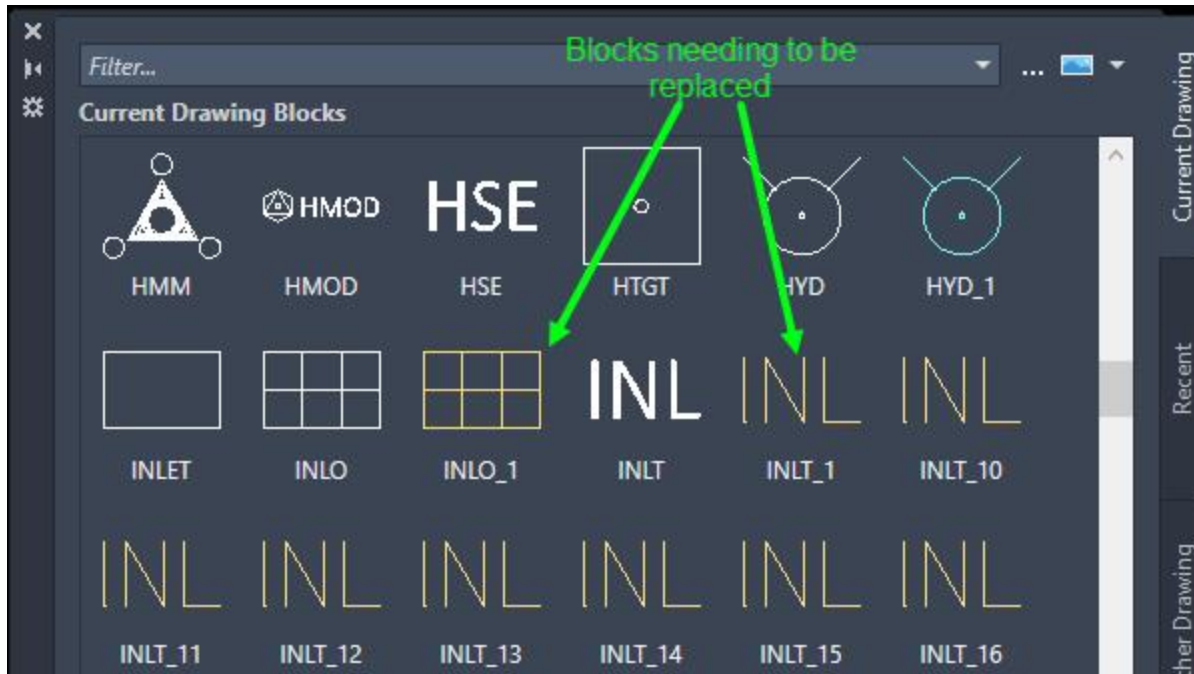 Filter...
Blocks needing to be
replaced
...
Current Drawing Blocks
HMOD
HSE
HMM
HMOD
HSE
HTGT
HYD
HYD_1
INL
INL
INL
INLET
INLO
INLO_1
INLT
INLT_1
INLT_10
INL
INL
INL
INL
INL
INL
INLT_11
INLT_12
INLT_13
INLT_14
INLT_15
INLT_16
Current Drawing
Recent
her Drawing